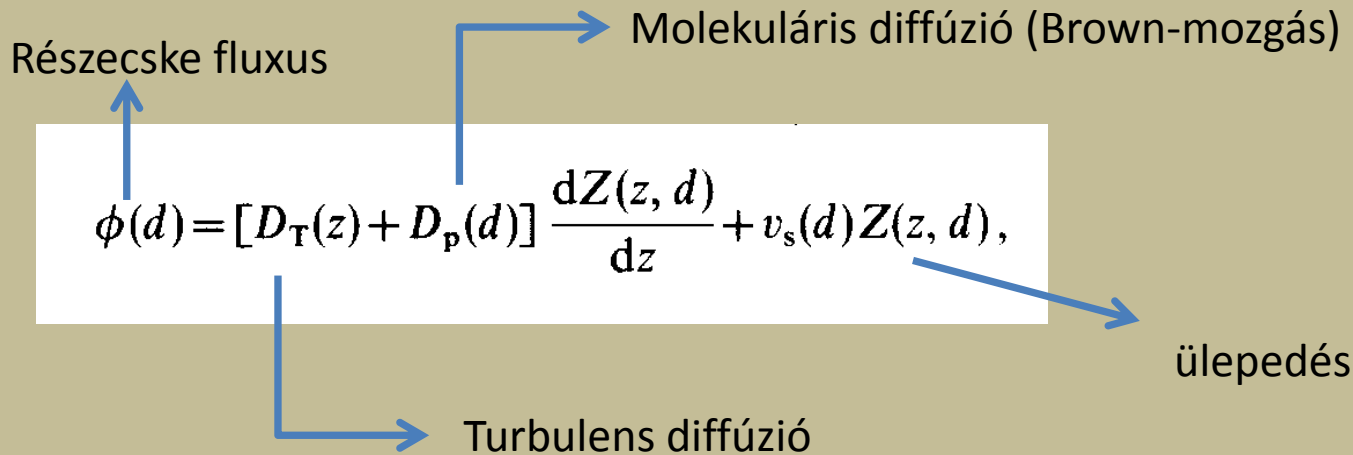 Molekuláris diffúzió (Brown-mozgás)
Részecske fluxus
ϕ(d) = [D_T(z) + D_p(d)] dZ(z, d)/dz + v_s(d) Z(z, d),
ülepedés
Turbulens diffúzió